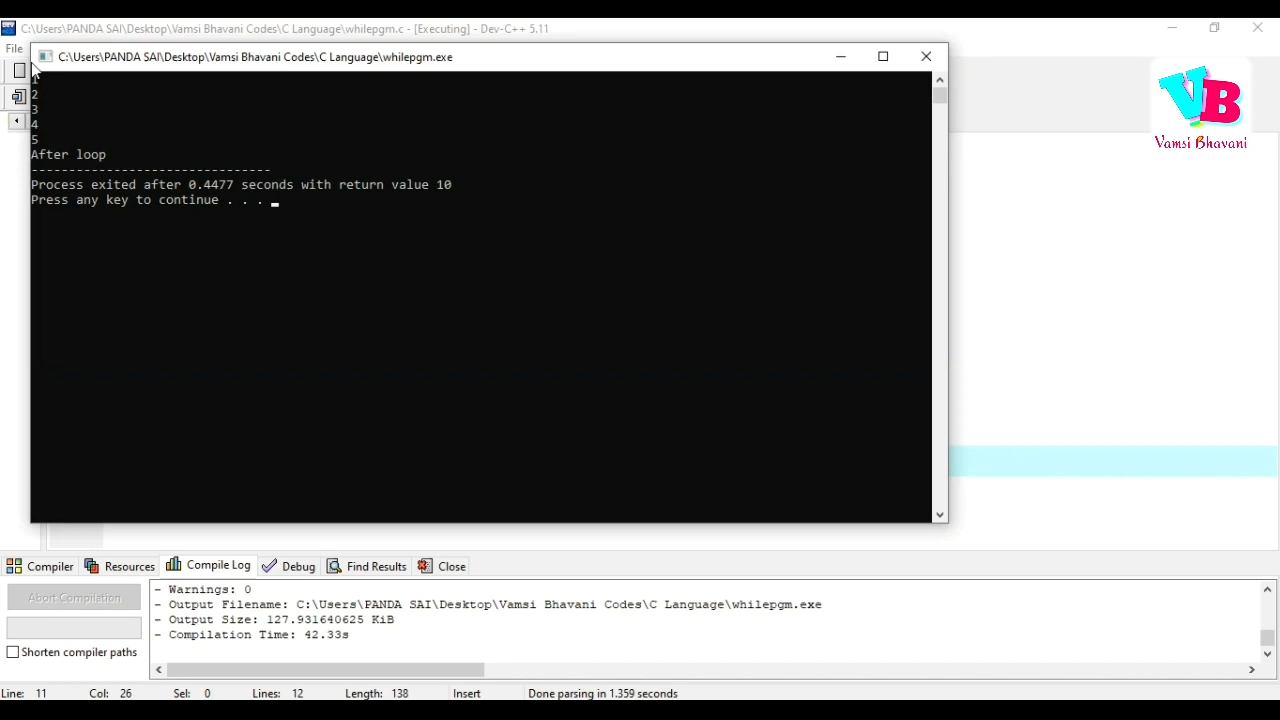 C:\Users\PANDA SAI\Desktop\Vamsi Bhavani Codes\C Language\whilepgm.c - [Executing] - Dev-C++ 5.11
File
C:\Users\PANDA SAI\Desktop\Vamsi Bhavani Codes\C Language\whilepgm.exe
1
2
3
4
5
After loop
--------------------------------
Process exited after 0.4477 seconds with return value 10
Press any key to continue . . .
VB
Vamsi Bhavani
Compiler Resources Compile Log Debug Find Results Close
Abort Compilation
Shorten compiler paths
- Warnings: 0
- Output Filename: C:\Users\PANDA SAI\Desktop\Vamsi Bhavani Codes\C Language\whilepgm.exe
- Output Size: 127.931640625 KiB
- Compilation Time: 42.33s
Line: 11 Col: 26 Sel: 0 Lines: 12 Length: 138 Insert Done parsing in 1.359 seconds